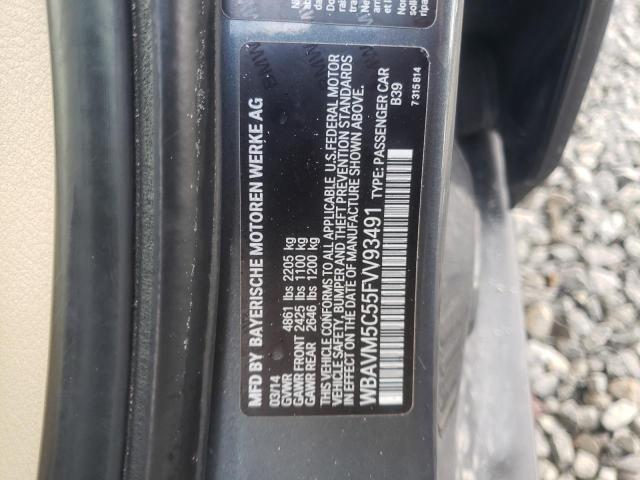 MFD BY BAYERISCHE MOTOREN WERKE AG
03/14
GVWR 4861 lbs 2205 kg
GAWR FRONT 2425 lbs 1100 kg
GAWR REAR 2646 lbs 1200 kg
THIS VEHICLE CONFORMS TO ALL APPLICABLE U.S.FEDERAL MOTOR
VEHICLE SAFETY, BUMPER AND THEFT PREVENTION STANDARDS
IN EFFECT ON THE DATE OF MANUFACTURE SHOWN ABOVE.
WBAVM5C55FVV93491 TYPE: PASSENGER CAR
B39
7 315 814